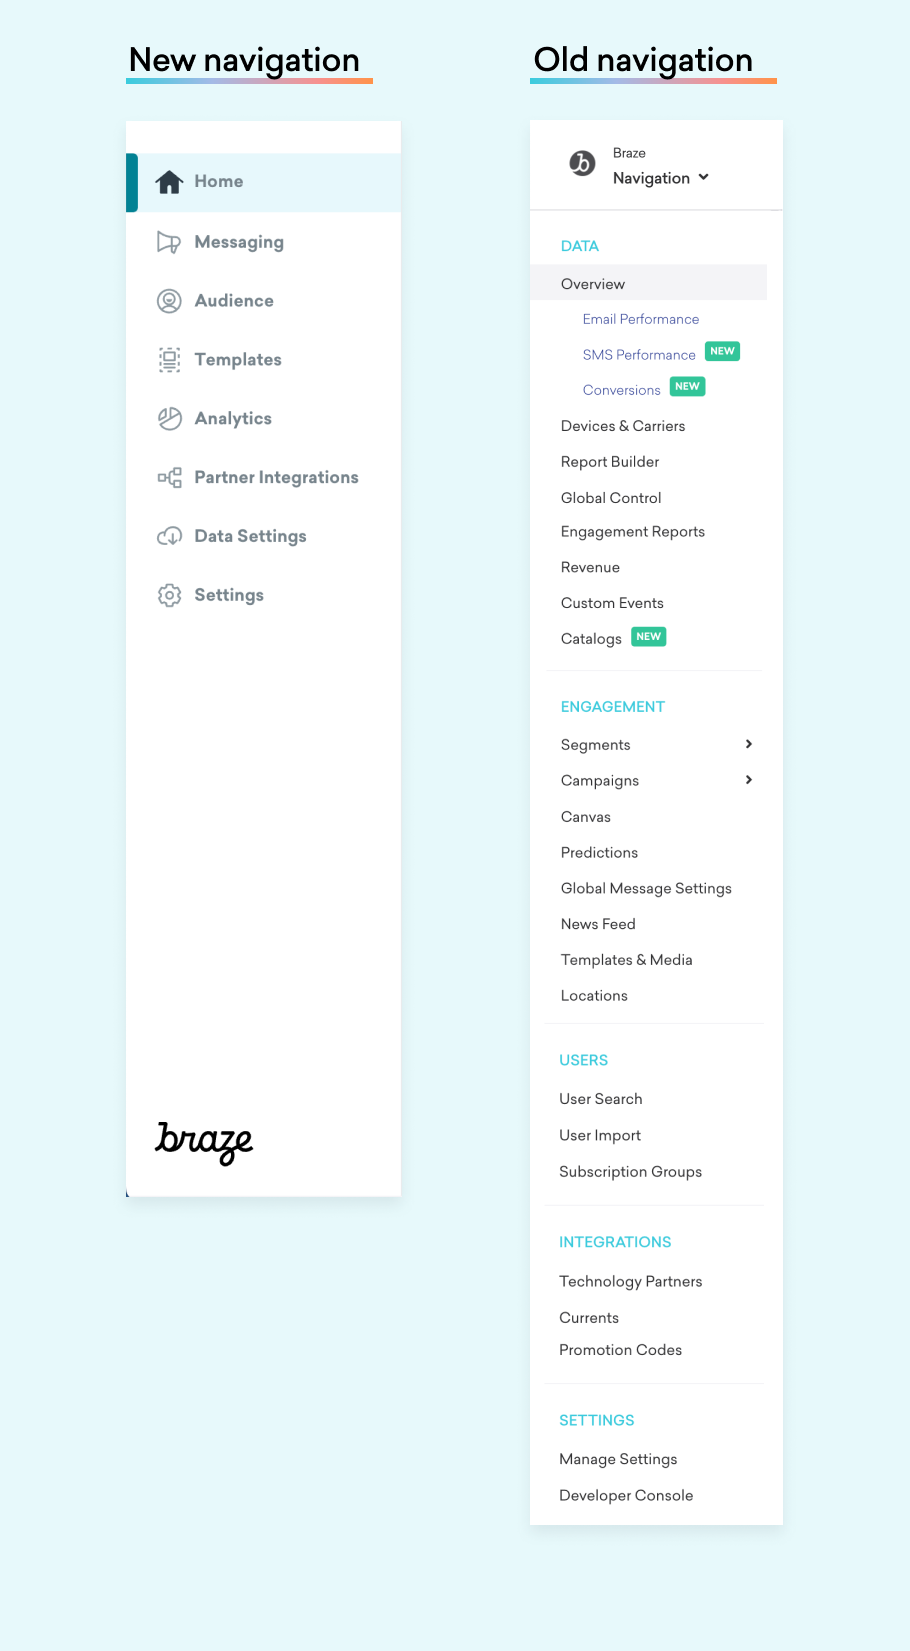 New navigation
Home
Messaging
Audience
Templates
Analytics
Partner Integrations
Data Settings
Settings
braze
Old navigation
Braze
Navigation
DATA
Overview
Email Performance
SMS Performance NEW
Conversions NEW
Devices & Carriers
Report Builder
Global Control
Engagement Reports
Revenue
Custom Events
Catalogs NEW
ENGAGEMENT
Segments
Campaigns
Canvas
Predictions
Global Message Settings
News Feed
Templates & Media
Locations
USERS
User Search
User Import
Subscription Groups
INTEGRATIONS
Technology Partners
Currents
Promotion Codes
SETTINGS
Manage Settings
Developer Console